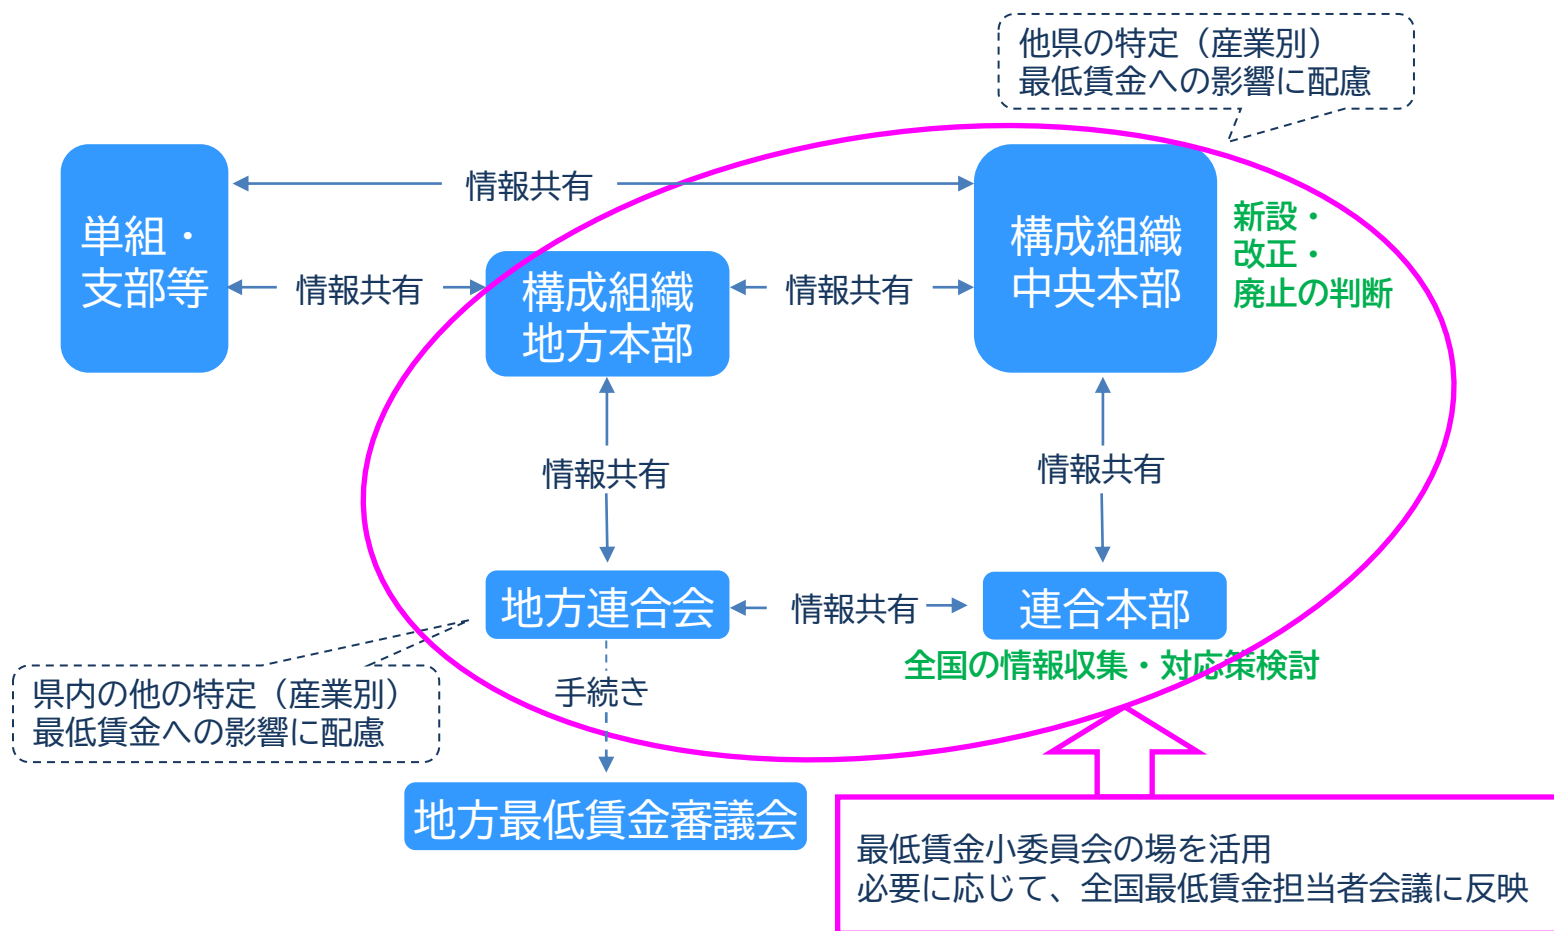 他県の特定（産業別）
最低賃金への影響に配慮
情報共有
単組・
支部等
構成組織
中央本部
新設・
改正・
廃止の判断
情報共有
構成組織
地方本部
情報共有
情報共有
情報共有
地方連合会
情報共有
連合本部
全国の情報収集・対応策検討
県内の他の特定（産業別）
最低賃金への影響に配慮
手続き
地方最低賃金審議会
最低賃金小委員会の場を活用
必要に応じて、全国最低賃金担当者会議に反映